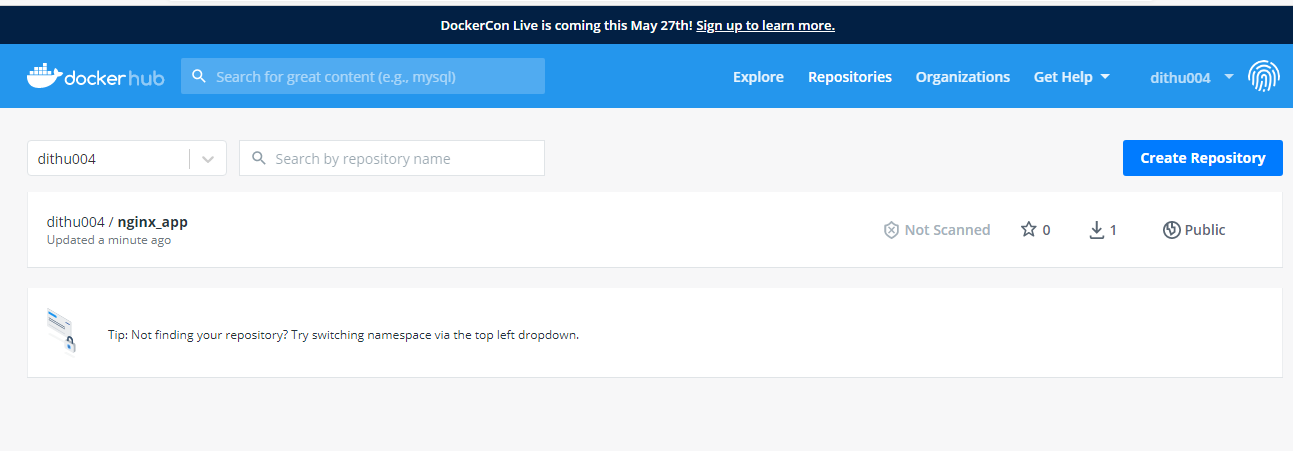 DockerCon Live is coming this May 27th! Sign up to learn more.
docker hub Search for great content (e.g., mysql) Explore Repositories Organizations Get Help dithu004
dithu004 Search by repository name Create Repository
dithu004 / nginx_app
Updated a minute ago
Not Scanned 0 1 Public
Tip: Not finding your repository? Try switching namespace via the top left dropdown.